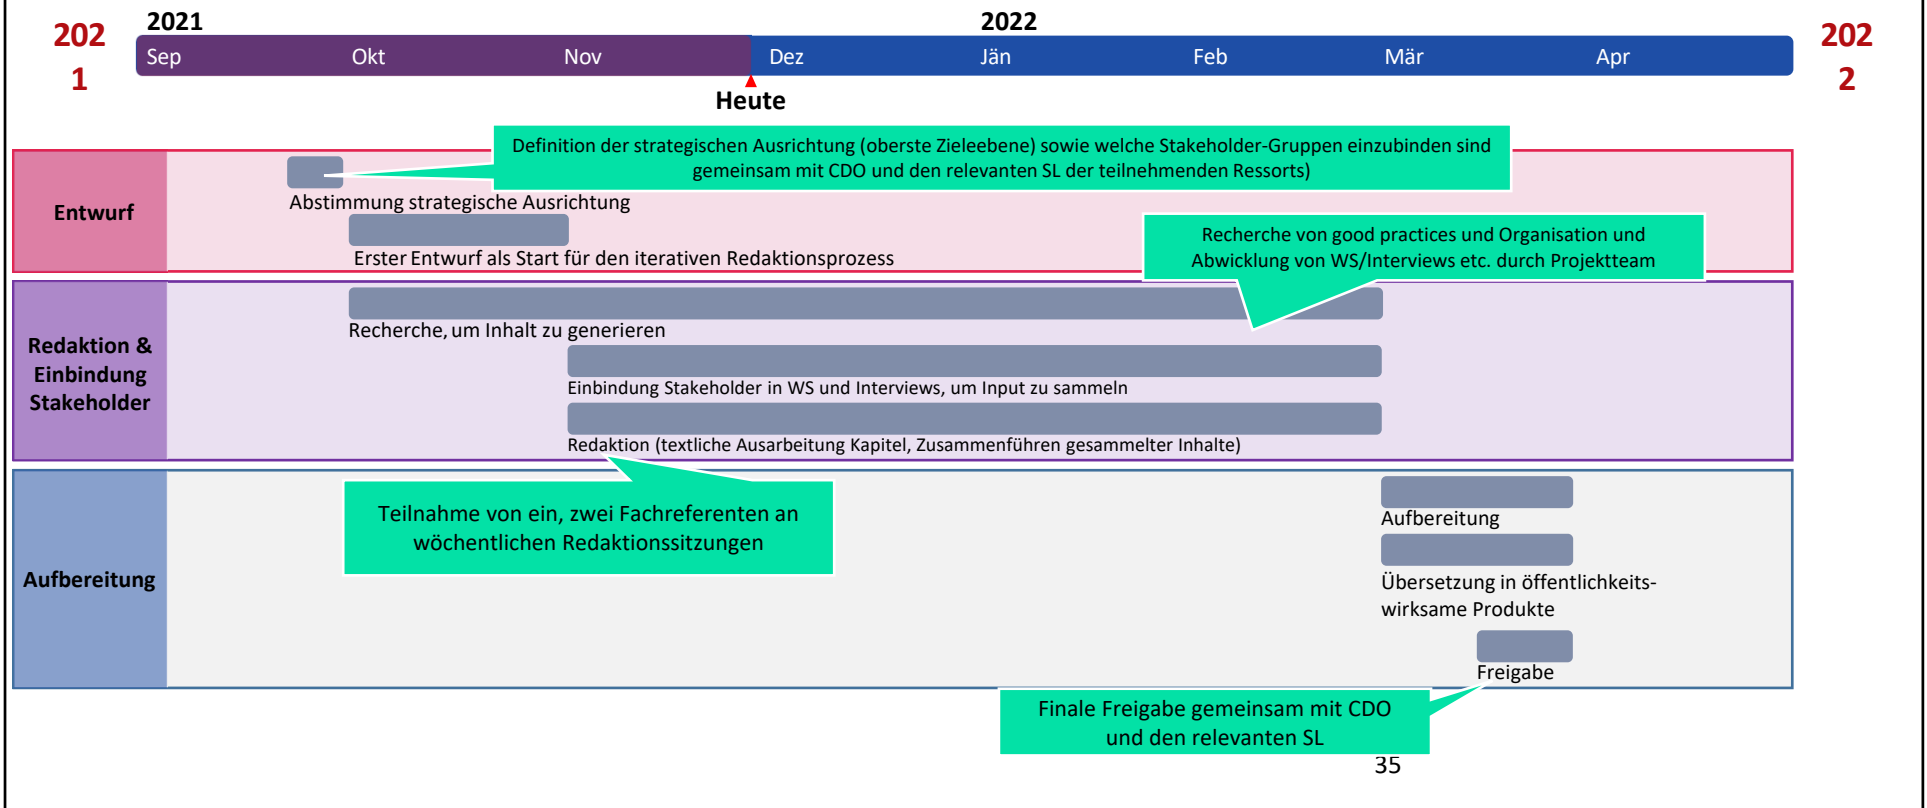 2021
2022
202
1
Sep Okt Nov Dez Jän Feb Mär Apr
202
2
Heute
Definition der strategischen Ausrichtung (oberste Zieleebene) sowie welche Stakeholder-Gruppen einzubinden sind
gemeinsam mit CDO und den relevanten SL der teilnehmenden Ressorts)
Entwurf
Abstimmung strategische Ausrichtung
Erster Entwurf als Start für den iterativen Redaktionsprozess
Recherche von good practices und Organisation und
Abwicklung von WS/Interviews etc. durch Projektteam
Redaktion &
Einbindung
Stakeholder
Recherche, um Inhalt zu generieren
Einbindung Stakeholder in WS und Interviews, um Input zu sammeln
Redaktion (textliche Ausarbeitung Kapitel, Zusammenführen gesammelter Inhalte)
Teilnahme von ein, zwei Fachreferenten an
wöchentlichen Redaktionssitzungen
Aufbereitung
Aufbereitung
Übersetzung in öffentlichkeits-
wirksame Produkte
Freigabe
Finale Freigabe gemeinsam mit CDO
und den relevanten SL
35